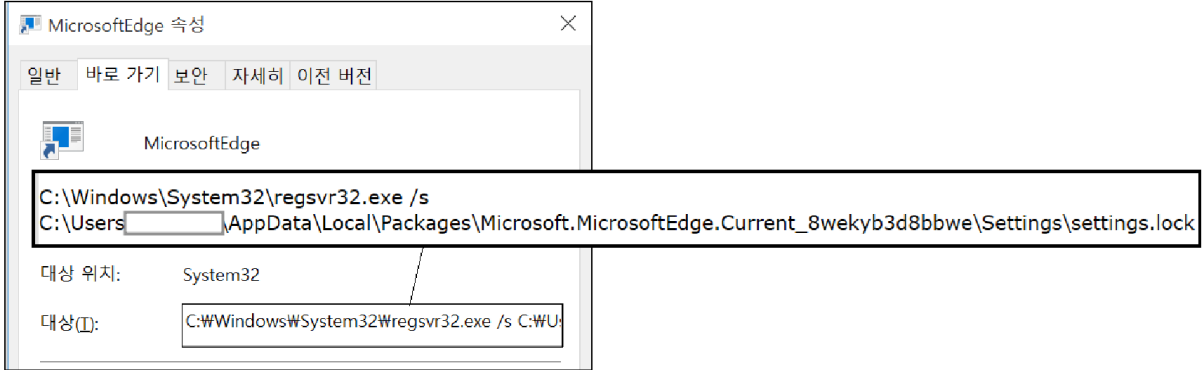 MicrosoftEdge 속성
일반 바로 가기 보안 자세히 이전 버전
MicrosoftEdge
C:\Windows\System32\regsvr32.exe /s
C:\Users\AppData\Local\Packages\Microsoft.MicrosoftEdge.Current_8wekyb3d8bbwe\Settings\settings.lock
대상 위치: System32
대상(T): C:₩Windows₩System32₩regsvr32.exe /s C:₩Us